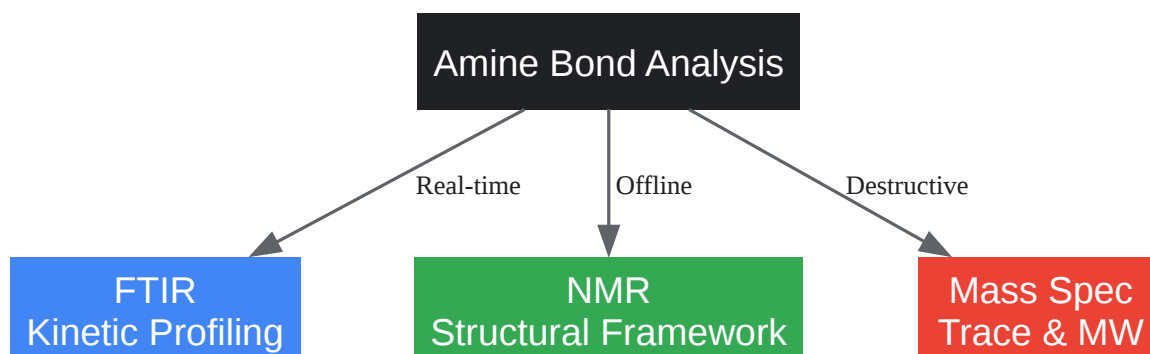 Amine Bond Analysis
Real-time
Offline
Destructive
FTIR
Kinetic Profiling
NMR
Structural Framework
Mass Spec
Trace & MW